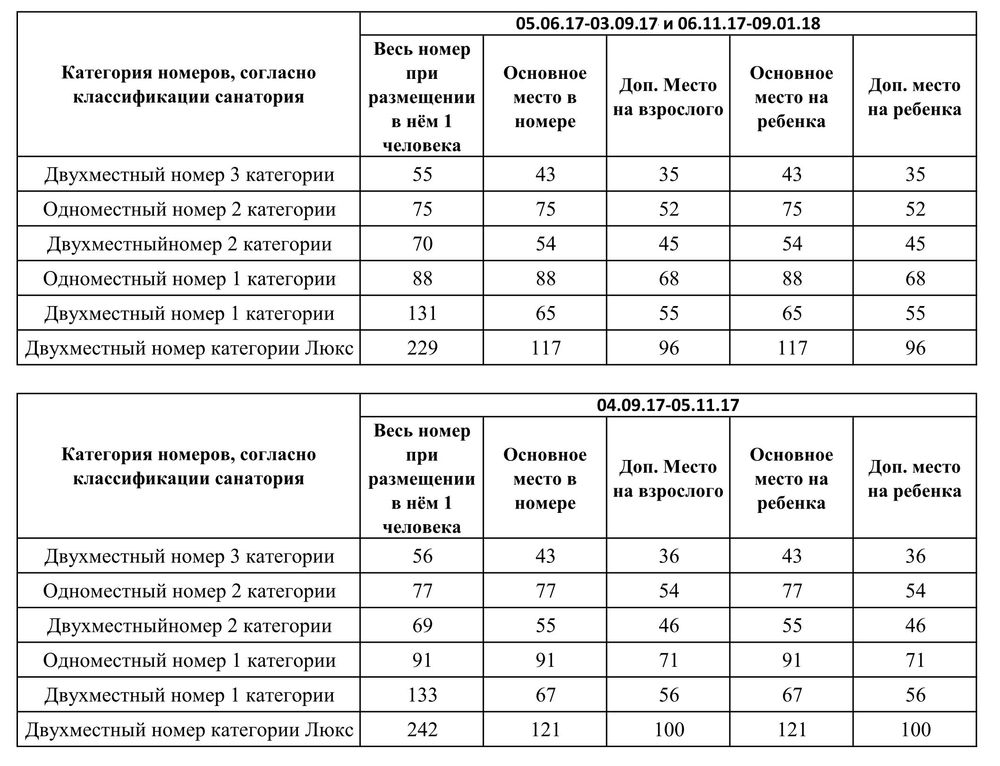 05.06.17-03.09.17 и 06.11.17-09.01.18
Категория номеров, согласно
классификации санатория
Весь номер
при
размещении
в нём 1
человека
Основное
место в
номере
Доп. Место
на взрослого
Основное
место на
ребенка
Доп. место
на ребенка
Двухместный номер 3 категории 55 43 35 43 35
Одноместный номер 2 категории 75 75 52 75 52
Двухместныйномер 2 категории 70 54 45 54 45
Одноместный номер 1 категории 88 88 68 88 68
Двухместный номер 1 категории 131 65 55 65 55
Двухместный номер категории Люкс 229 117 96 117 96
04.09.17-05.11.17
Категория номеров, согласно
классификации санатория
Весь номер
при
размещении
в нём 1
человека
Основное
место в
номере
Доп. Место
на взрослого
Основное
место на
ребенка
Доп. место
на ребенка
Двухместный номер 3 категории 56 43 36 43 36
Одноместный номер 2 категории 77 77 54 77 54
Двухместныйномер 2 категории 69 55 46 55 46
Одноместный номер 1 категории 91 91 71 91 71
Двухместный номер 1 категории 133 67 56 67 56
Двухместный номер категории Люкс 242 121 100 121 100